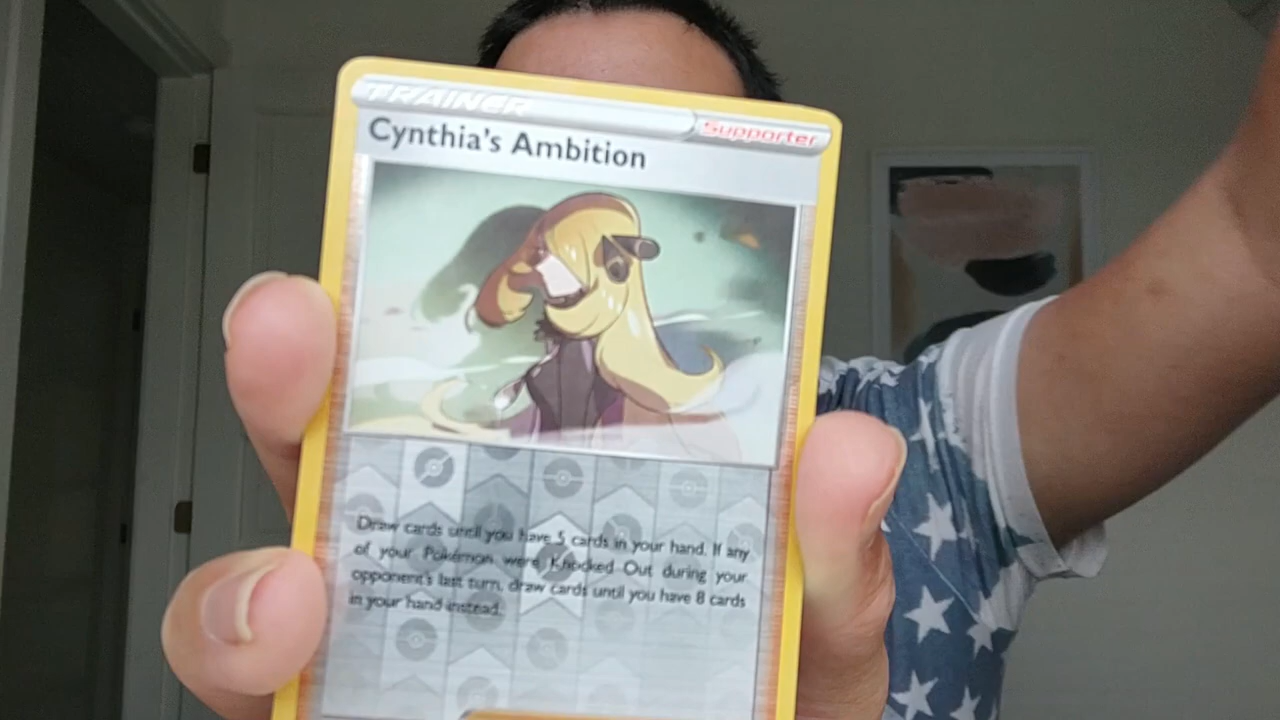 TRAINER
Supporter
Cynthia's Ambition
Draw cards until you have 5 cards in your hand. If any
of your Pokémon were Knocked Out during your
opponent's last turn, draw cards until you have 8 cards
in your hand instead.